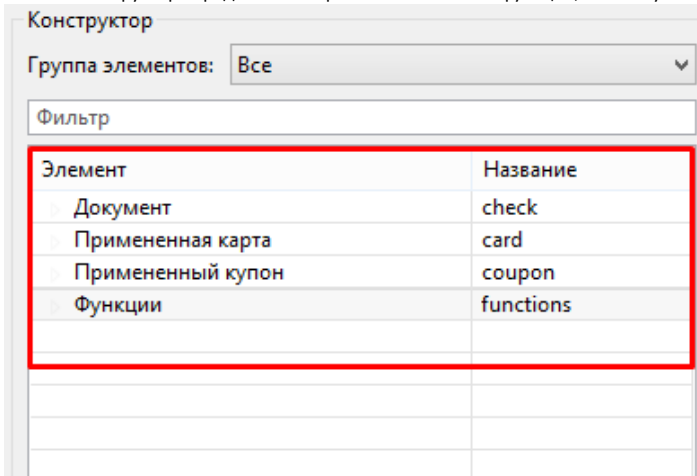 Конструктор
Группа элементов: Все
Фильтр
Элемент Название
Документ check
Примененная карта card
Примененный купон coupon
Функции functions